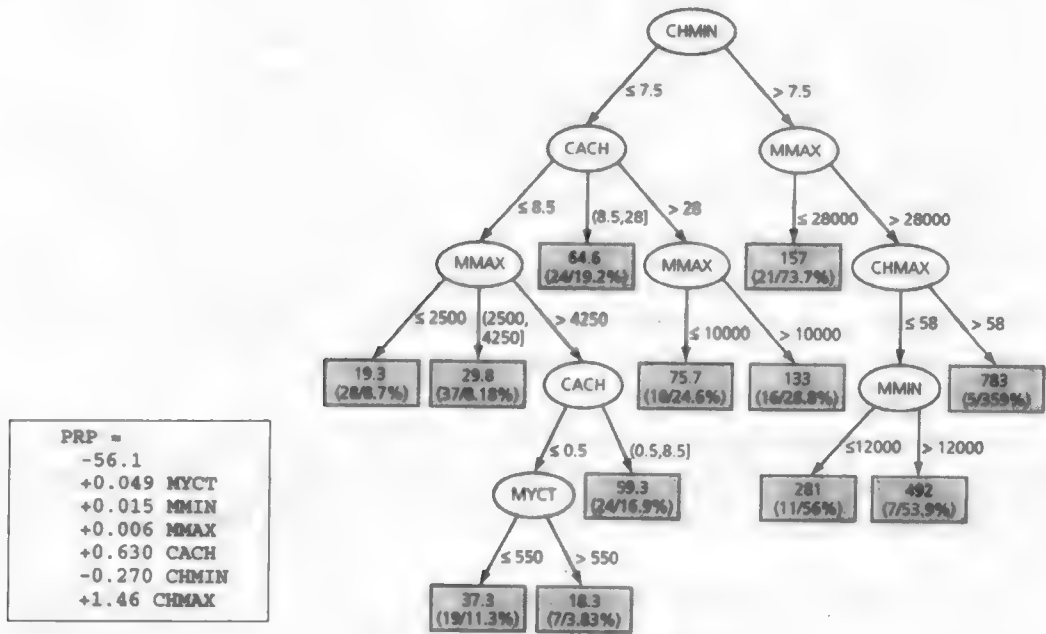 CHMIN
≤ 7.5
> 7.5
CACH
MMAX
≤ 8.5
(8.5,28]
> 28
≤ 28000
> 28000
MMAX
64.6
(24/19.2%)
MMAX
157
(21/73.7%)
CHMAX
≤ 2500
(2500,
4250]
> 4250
≤ 10000
> 10000
≤ 58
> 58
19.3
(28/8.7%)
29.8
(37/8.18%)
CACH
75.7
(10/24.6%)
133
(16/28.8%)
MMIN
783
(5/359%)
≤ 0.5
(0.5,8.5]
≤12000
> 12000
MYCT
59.3
(24/16.9%)
281
(11/56%)
492
(7/53.9%)
≤ 550
> 550
37.3
(19/11.3%)
18.3
(7/3.83%)
PRP =
-56.1
+0.049 MYCT
+0.015 MMIN
+0.006 MMAX
+0.630 CACH
-0.270 CHMIN
+1.46 CHMAX